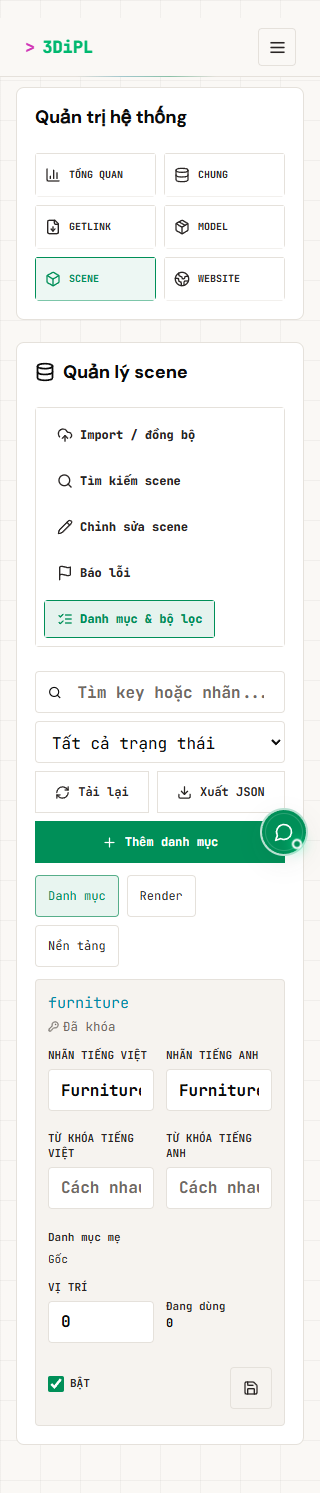 > 3DiPL
Quản trị hệ thống
TỔNG QUAN
CHUNG
GETLINK
MODEL
SCENE
WEBSITE
Quản lý scene
Import / đồng bộ
Tìm kiếm scene
Chỉnh sửa scene
Báo lỗi
Danh mục & bộ lọc
Tìm key hoặc nhãn...
Tất cả trạng thái
Tải lại
Xuất JSON
+ Thêm danh mục
Danh mục
Render
Nền tảng
furniture
Đã khóa
NHÃN TIẾNG VIỆT
NHÃN TIẾNG ANH
Furniture
Furniture
TỪ KHÓA TIẾNG
VIỆT
TỪ KHÓA TIẾNG
ANH
Cách nhau
Cách nhau
Danh mục mẹ
Gốc
VỊ TRÍ
0
Đang dùng
0
BẬT